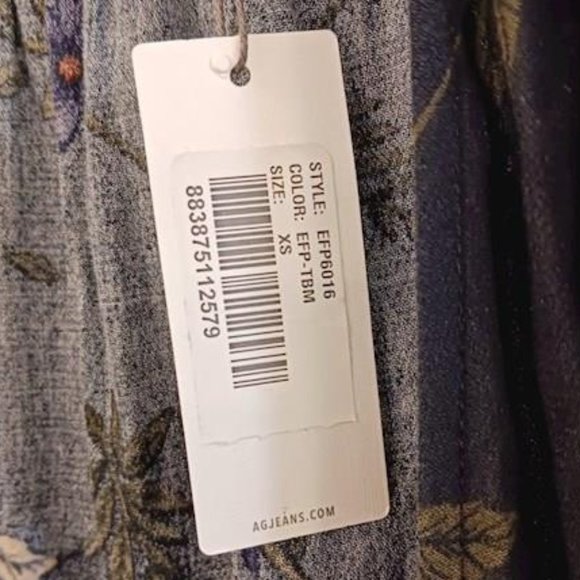 STYLE: EFP6016
COLOR: EFP-TBM
SIZE: XS
883875112579
AGJEANS.COM